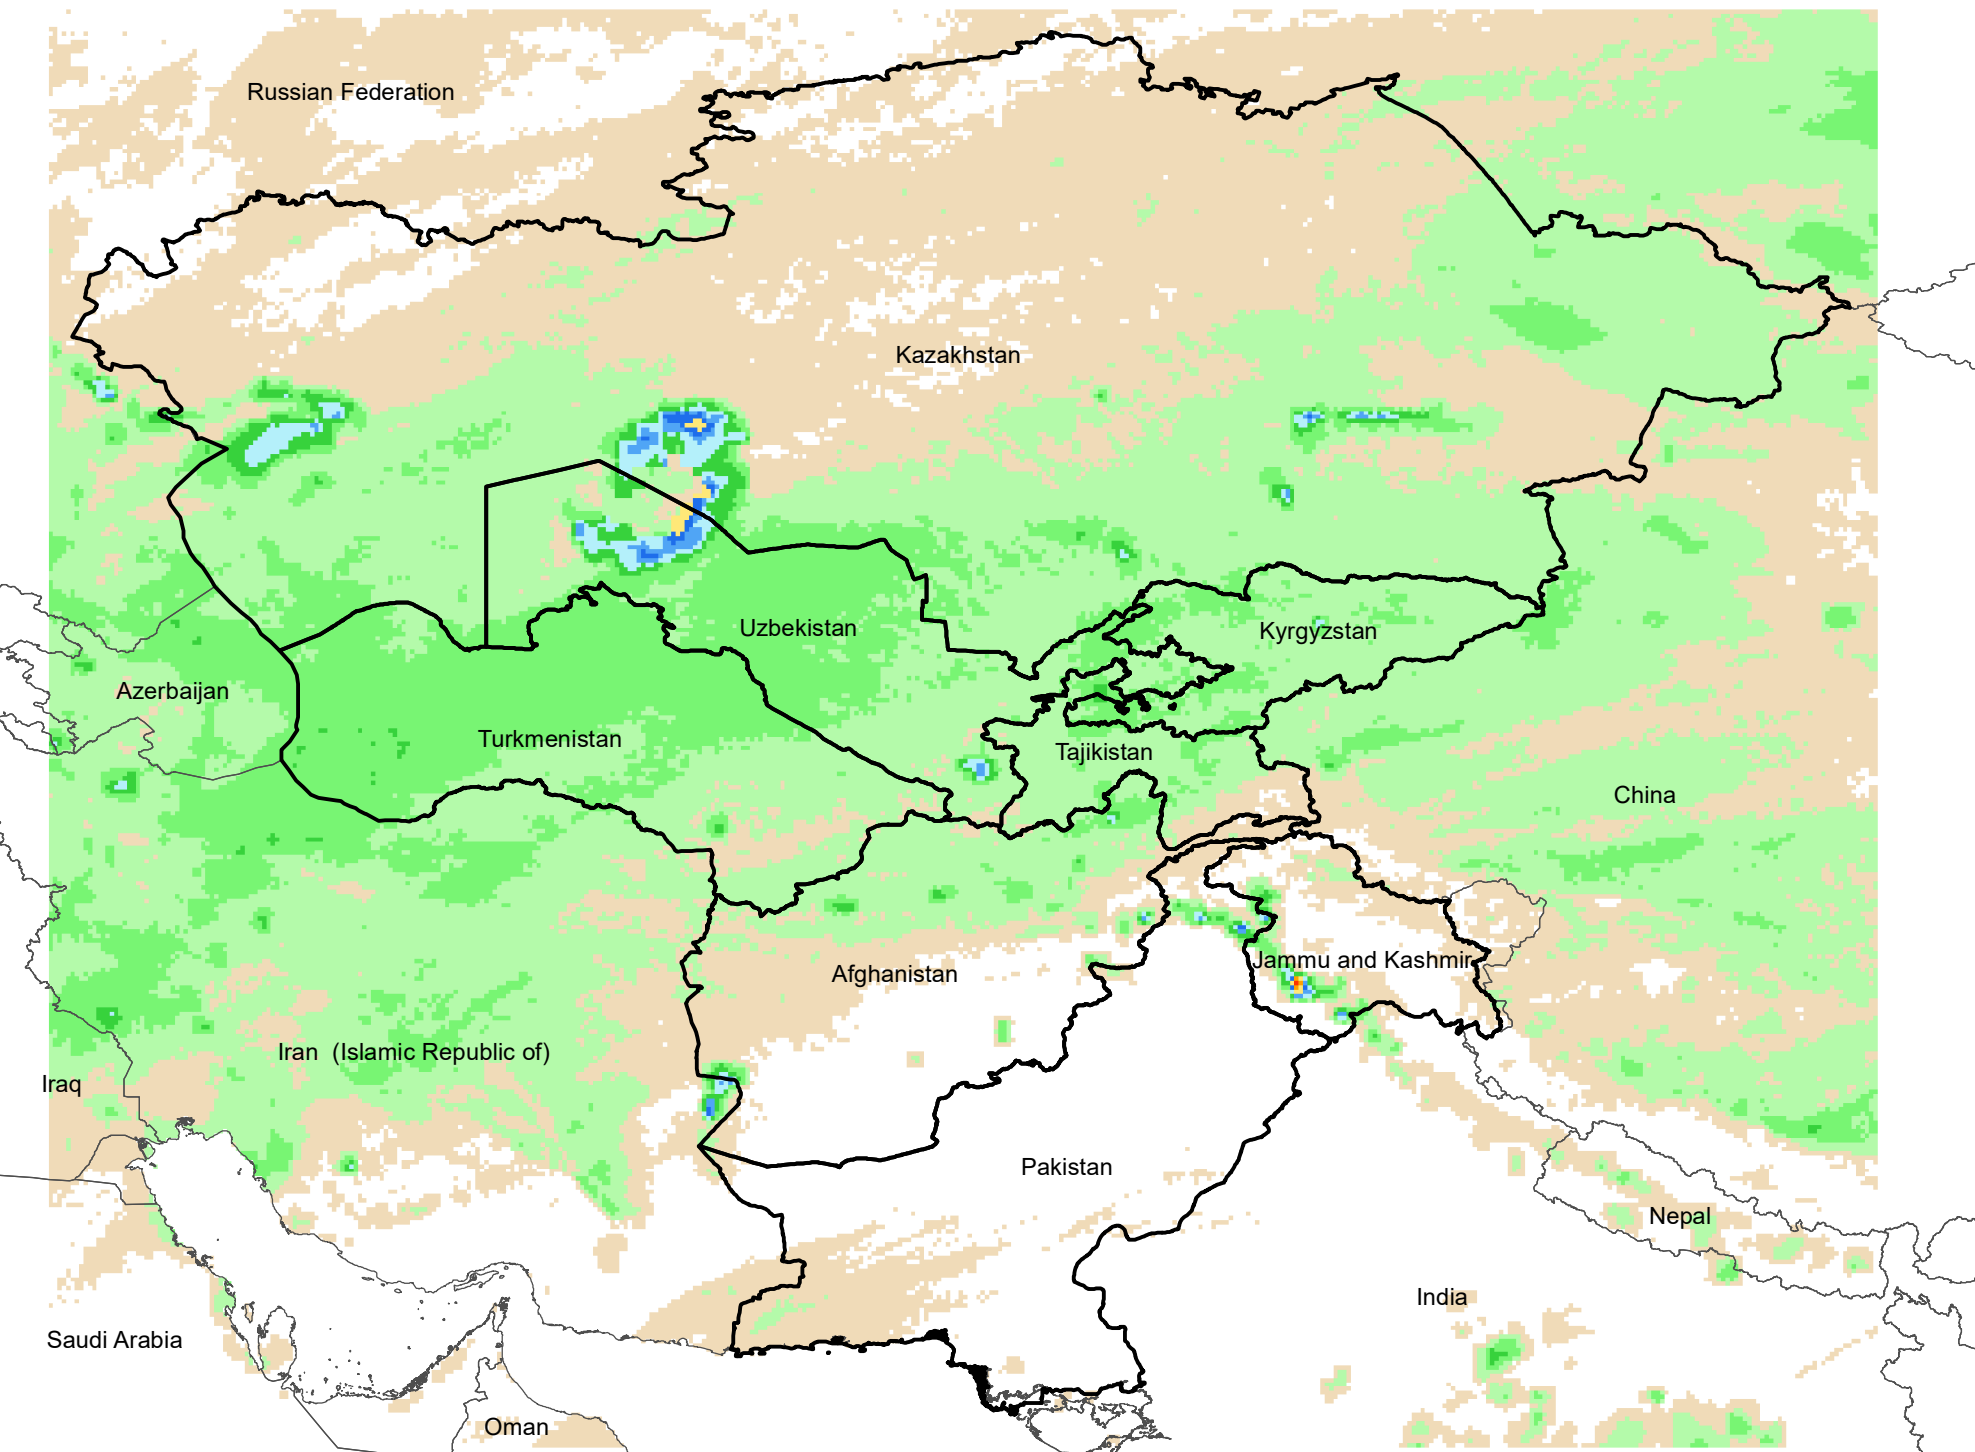 Russian Federation
Kazakhstan
Uzbekistan
Kyrgyzstan
Azerbaijan
Turkmenistan
Tajikistan
China
Afghanistan
Jammu and Kashmir
Iran  (Islamic Republic of)
Iraq
Pakistan
Nepal
India
Saudi Arabia
Oman